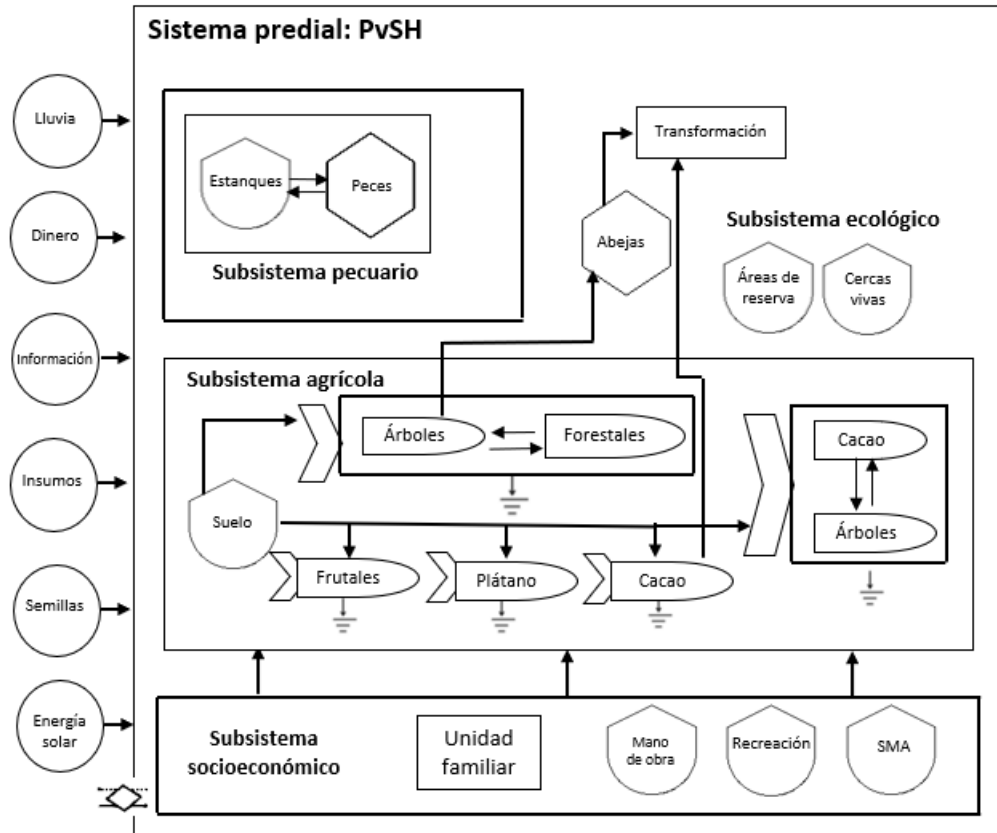 Sistema predial: PvSH
Lluvia
Dinero
Información
Insumos
Semillas
Energía
solar
Estanques
Peces
Subsistema pecuario
Transformación
Abejas
Subsistema ecológico
Áreas de
reserva
Cercas
vivas
Subsistema agrícola
Árboles
Forestales
Cacao
Árboles
Suelo
Frutales
Plátano
Cacao
Subsistema
socioeconómico
Unidad
familiar
Mano
de obra
Recreación
SMA